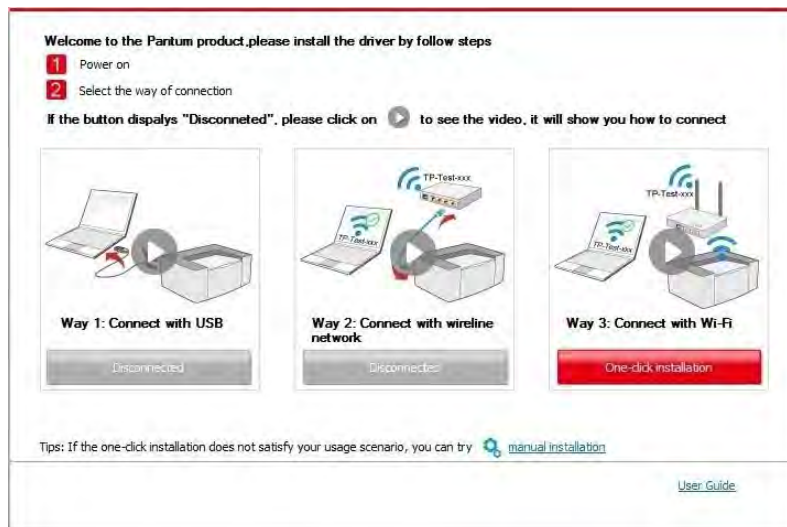 Welcome to the Pantum product,please install the driver by follow steps
1 Power on
2 Select the way of connection
If the button dispalys "Disconneted", please click on to see the video, it will show you how to connect
TP-Test-xxx
TP-Test-xxx
TP-Test-xxx
TP-Test-xxx
Way 1: Connect with USB
Way 2: Connect with wireline
network
Way 3: Connect with Wi-Fi
Disconnected
Disconnected
One-click installation
Tips: If the one-click installation does not satisfy your usage scenario, you can try manual installation
User Guide